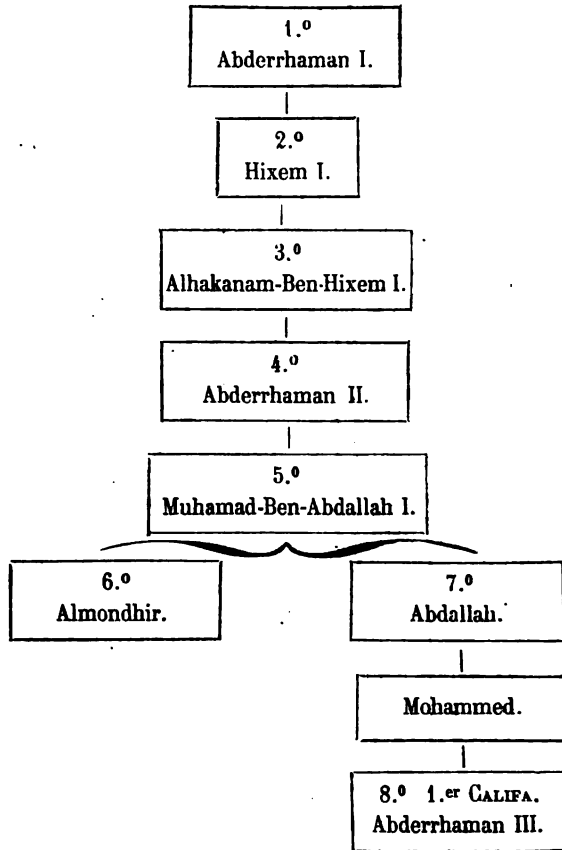 1.º
Abderrhaman I.
2.º
Hixem I.
3.º
Alhakanam-Ben-Hixem I.
4.º
Abderrhaman II.
5.º
Muhamad-Ben-Abdallah I.
6.º
Almondhir.
7.º
Abdallah.
Mohammed.
8.º 1.er CALIFA.
Abderrhaman III.